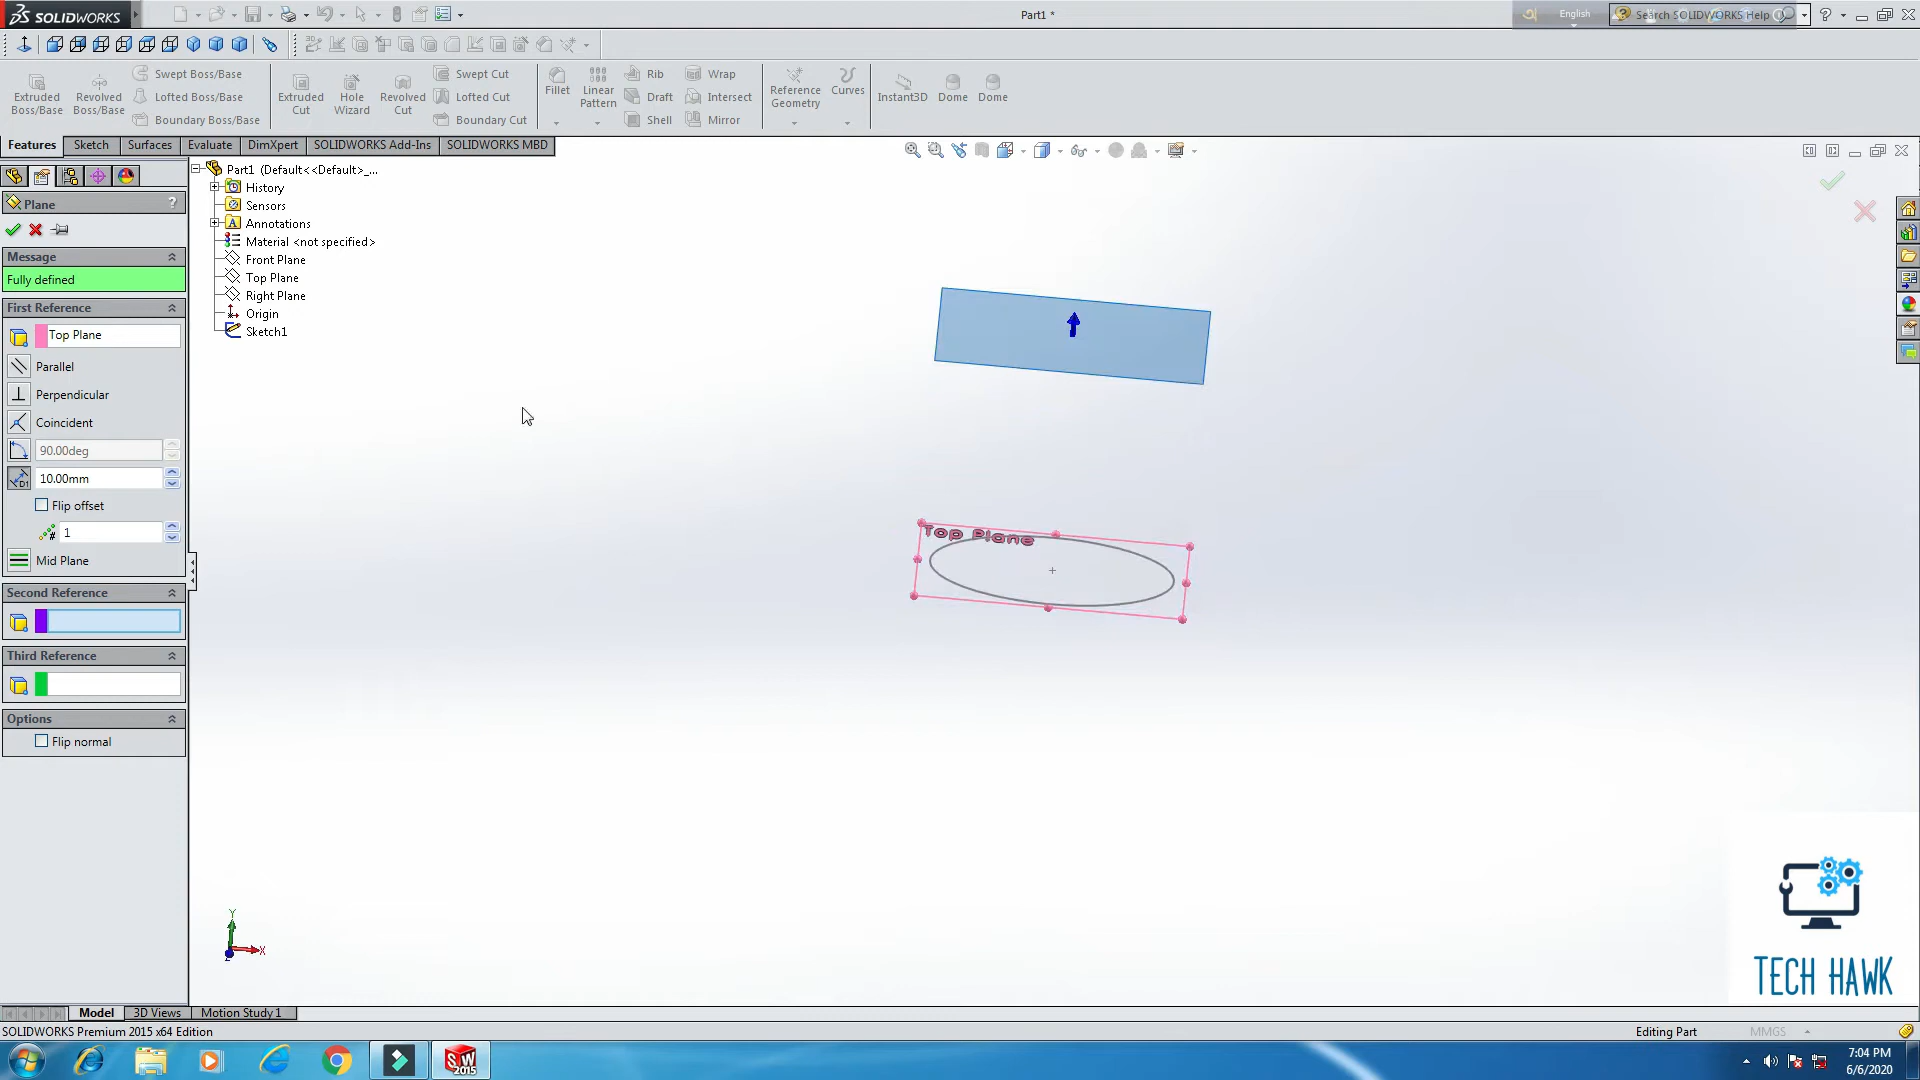 SOLIDWORKS
Part1 *
English
Search SOLIDWORKS Help
Extruded Boss/Base
Revolved Boss/Base
Swept Boss/Base
Lofted Boss/Base
Boundary Boss/Base
Extruded Cut
Hole Wizard
Revolved Cut
Swept Cut
Lofted Cut
Boundary Cut
Fillet
Linear Pattern
Rib
Draft
Shell
Wrap
Intersect
Mirror
Reference Geometry
Curves
Instant3D
Dome
Dome
Features
Sketch
Surfaces
Evaluate
DimXpert
SOLIDWORKS Add-Ins
SOLIDWORKS MBD
Part1 (Default<<Default>_...
History
Sensors
Annotations
Material <not specified>
Front Plane
Top Plane
Right Plane
Origin
Sketch1
Plane
?
Message
Fully defined
First Reference
Top Plane
Parallel
Perpendicular
Coincident
90.00deg
10.00mm
Flip offset
1
Mid Plane
Second Reference
Third Reference
Options
Flip normal
Top Plane
Y
X
Z
TECH HAWK
Model
3D Views
Motion Study 1
SOLIDWORKS Premium 2015 x64 Edition
Editing Part
MMGS
SW
2015
7:04 PM
6/6/2020